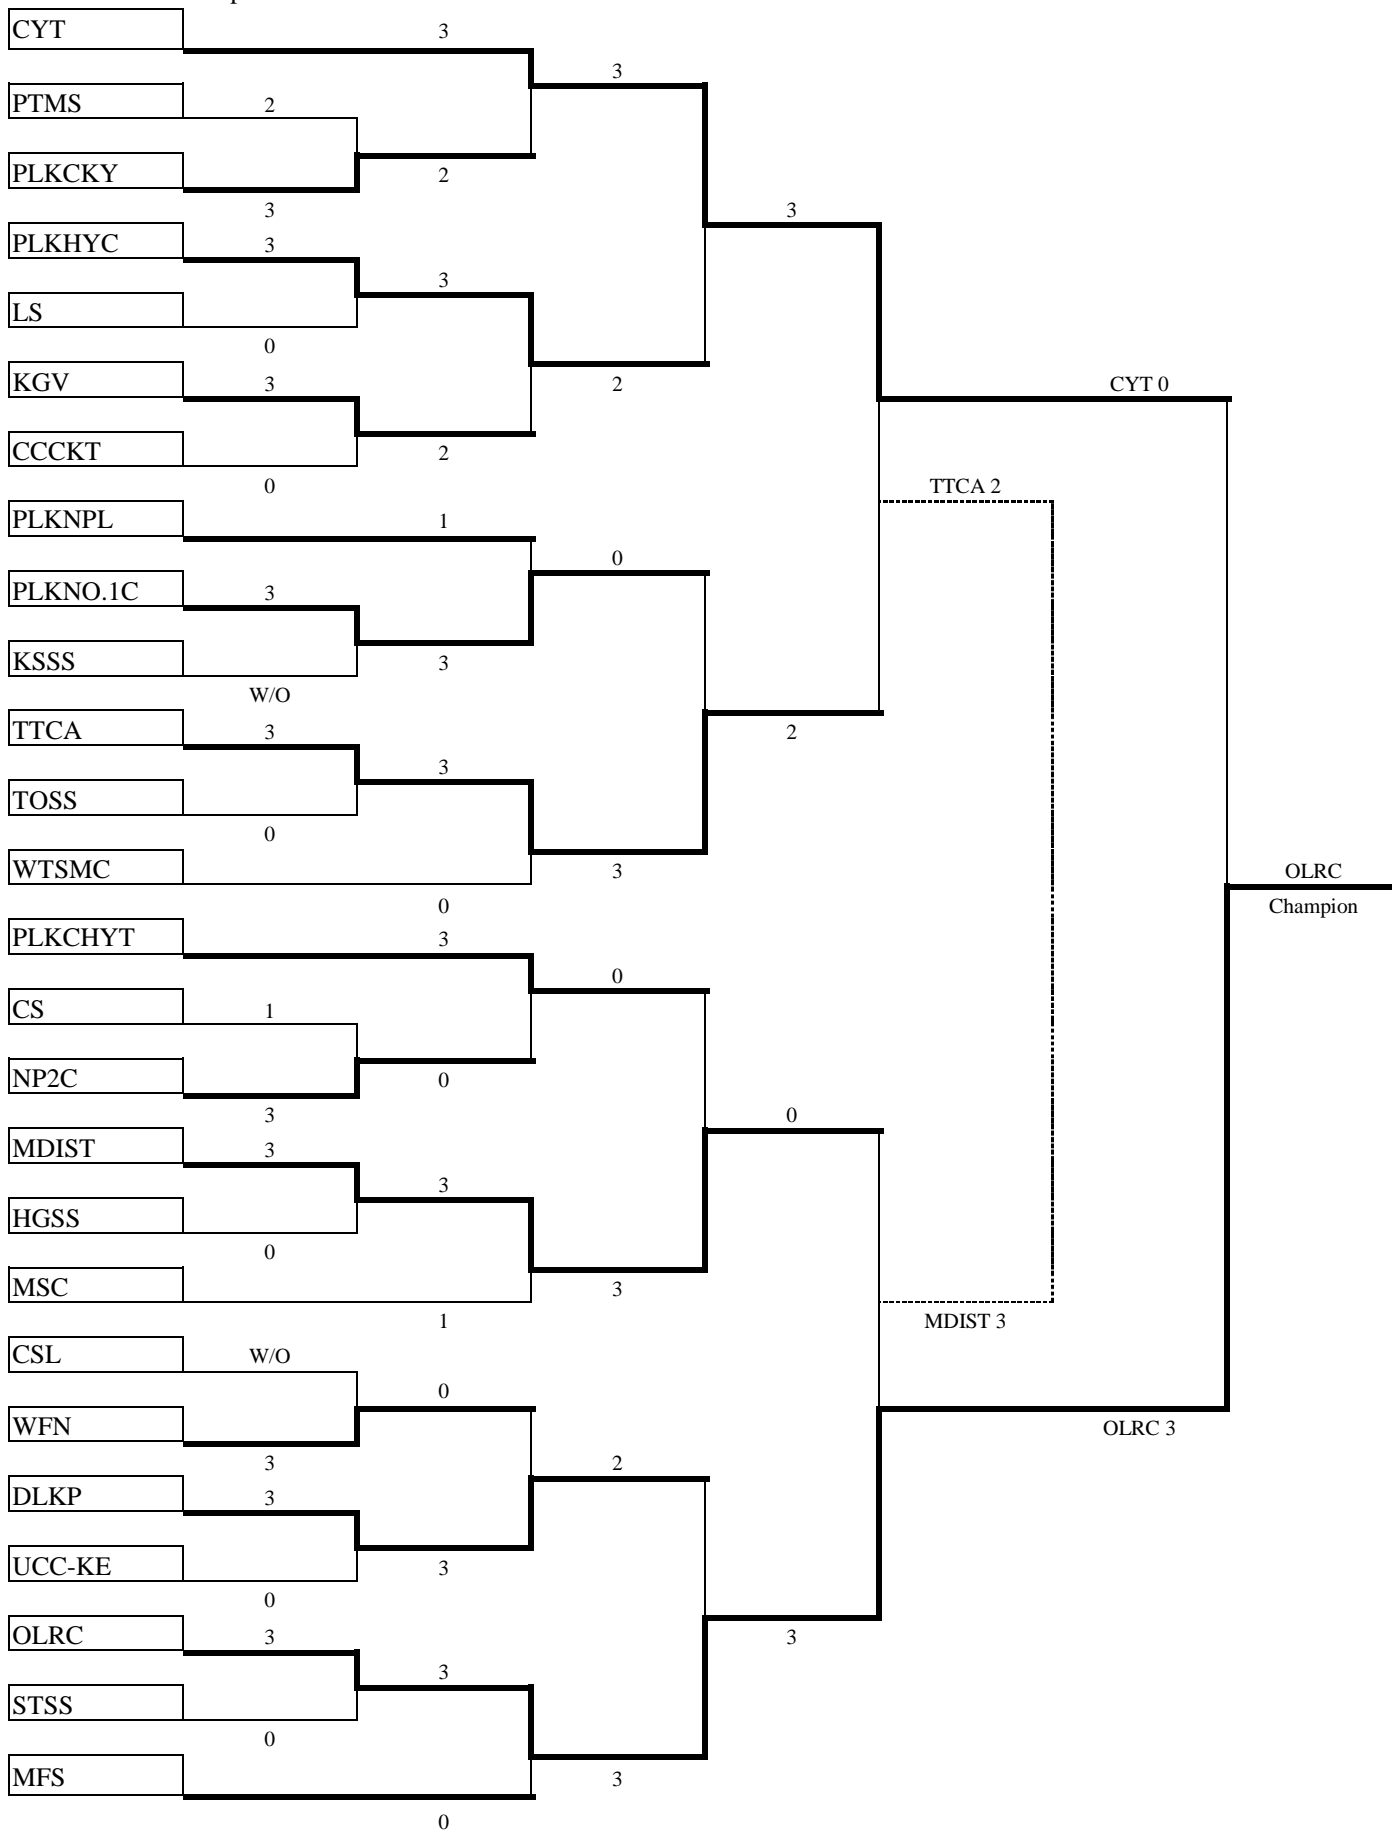 CYT
3
3
PTMS
2
PLKCKY
2
3
3
PLKHYC
3
3
LS
0
KGV
3
2
CYT 0
CCCKT
2
0
TTCA 2
PLKNPL
1
0
PLKNO.1C
3
KSSS
3
W/O
TTCA
3
2
3
TOSS
0
WTSMC
3
OLRC
0
Champion
PLKCHYT
3
0
CS
1
NP2C
0
3
0
MDIST
3
3
HGSS
0
MSC
3
1
MDIST 3
CSL
W/O
0
WFN
OLRC 3
3
2
DLKP
3
UCC-KE
3
0
OLRC
3
3
3
STSS
0
MFS
3
0